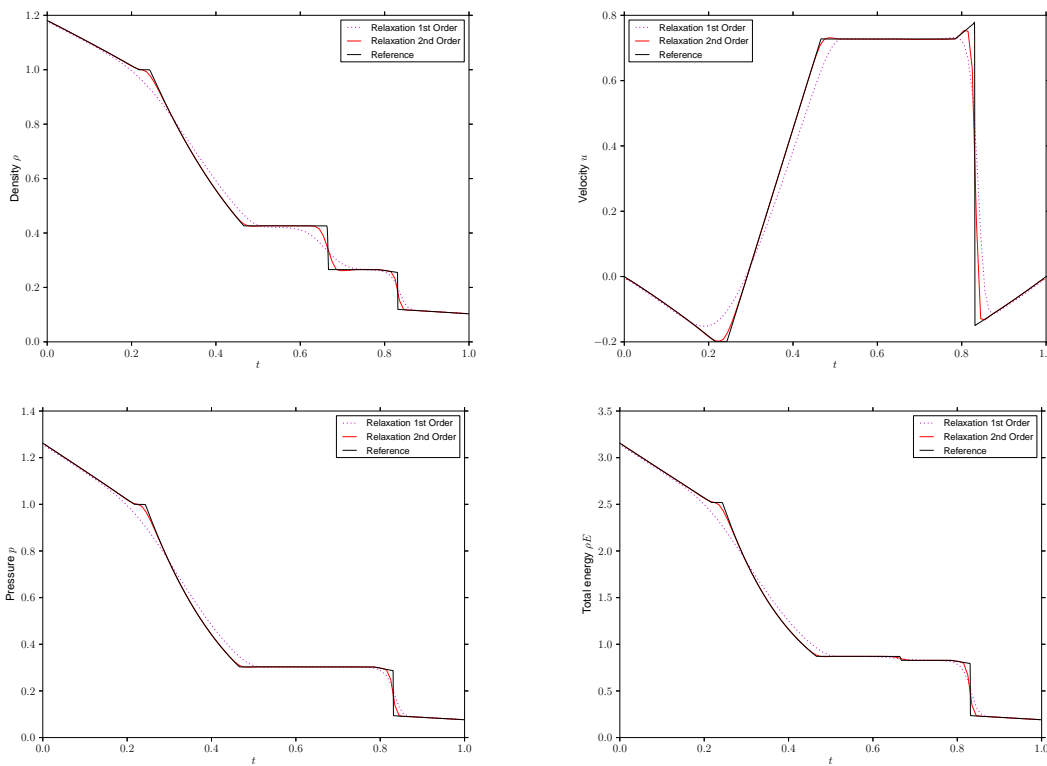 Relaxation 1st Order
Relaxation 2nd Order
Reference
Density ρ
1.2
1.0
0.8
0.6
0.4
0.2
0.0
0.0 0.2 0.4 0.6 0.8 1.0
t
Relaxation 1st Order
Relaxation 2nd Order
Reference
Velocity u
0.8
0.6
0.4
0.2
0.0
−0.2
0.0 0.2 0.4 0.6 0.8 1.0
t
Relaxation 1st Order
Relaxation 2nd Order
Reference
Pressure p
1.4
1.2
1.0
0.8
0.6
0.4
0.2
0.0
0.0 0.2 0.4 0.6 0.8 1.0
t
Relaxation 1st Order
Relaxation 2nd Order
Reference
Total energy ρE
3.5
3.0
2.5
2.0
1.5
1.0
0.5
0.0
0.0 0.2 0.4 0.6 0.8 1.0
t